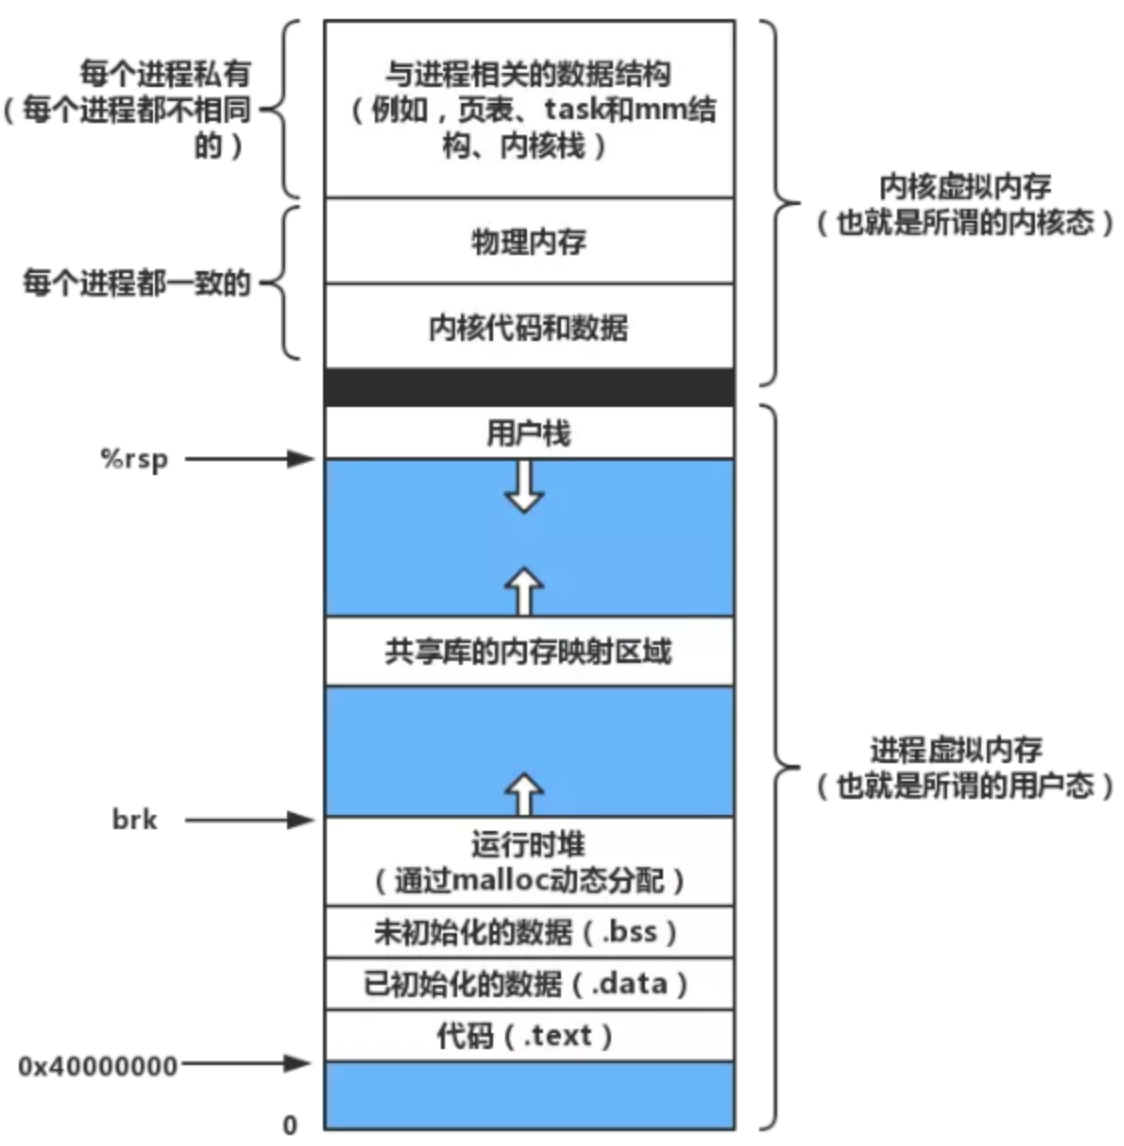 每个进程私有
（每个进程都不相同
的）
与进程相关的数据结构
（例如，页表、task和mm结
构、内核栈）
内核虚拟内存
（也就是所谓的内核态）
物理内存
每个进程都一致的
内核代码和数据
用户栈
%rsp
共享库的内存映射区域
进程虚拟内存
（也就是所谓的用户态）
brk
运行时堆
（通过malloc动态分配）
未初始化的数据（.bss）
已初始化的数据（.data）
代码（.text）
0x40000000
0